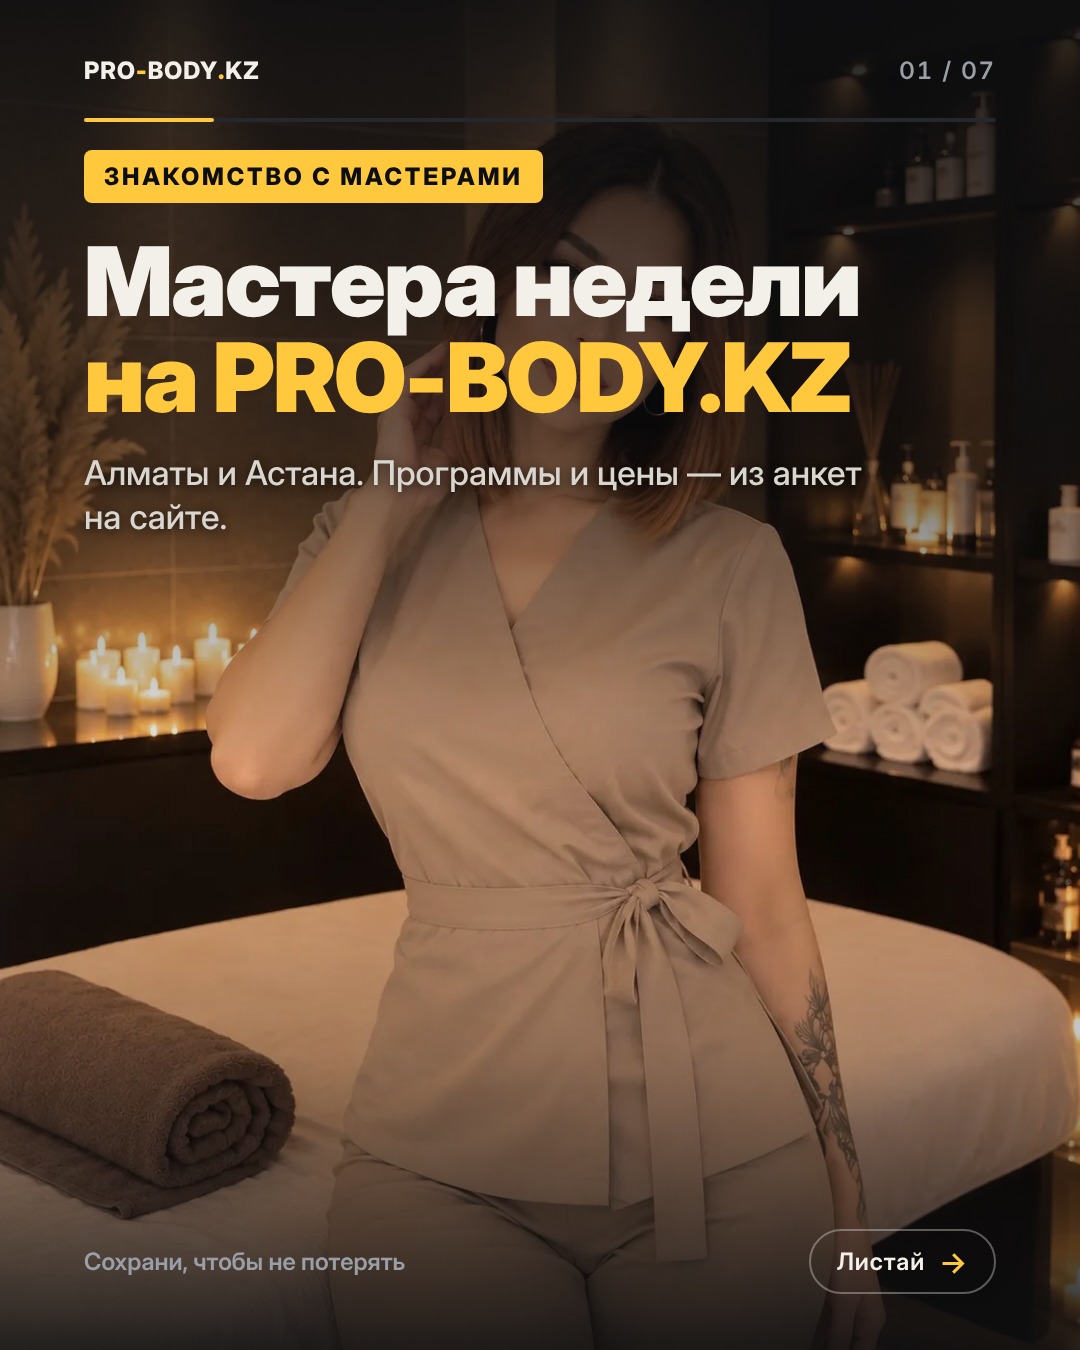 PRO-BODY.KZ
01 / 07
ЗНАКОМСТВО С МАСТЕРАМИ
Мастера недели
на PRO-BODY.KZ
Алматы и Астана. Программы и цены — из анкет
на сайте.
Сохрани, чтобы не потерять
Листай →